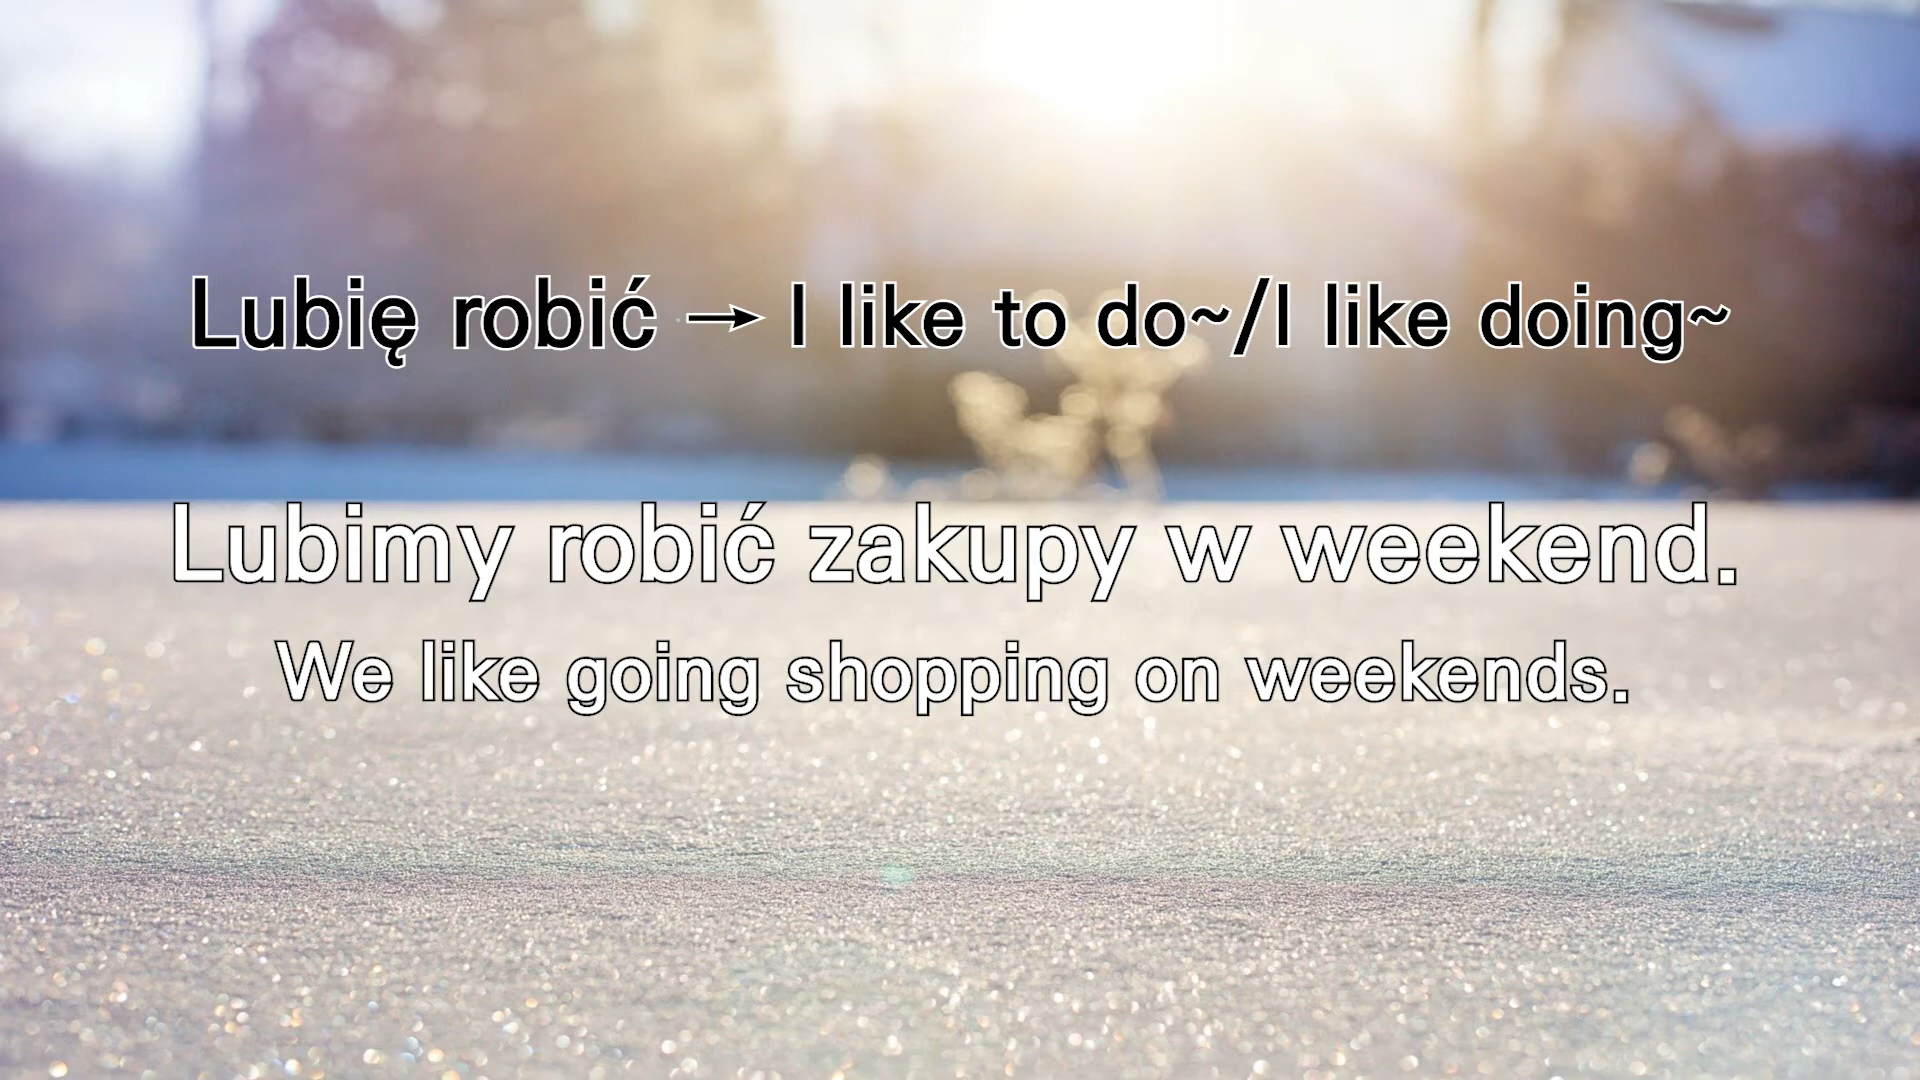 Lubię robić → I like to do~/I like doing~
Lubimy robić zakupy w weekend.
We like going shopping on weekends.